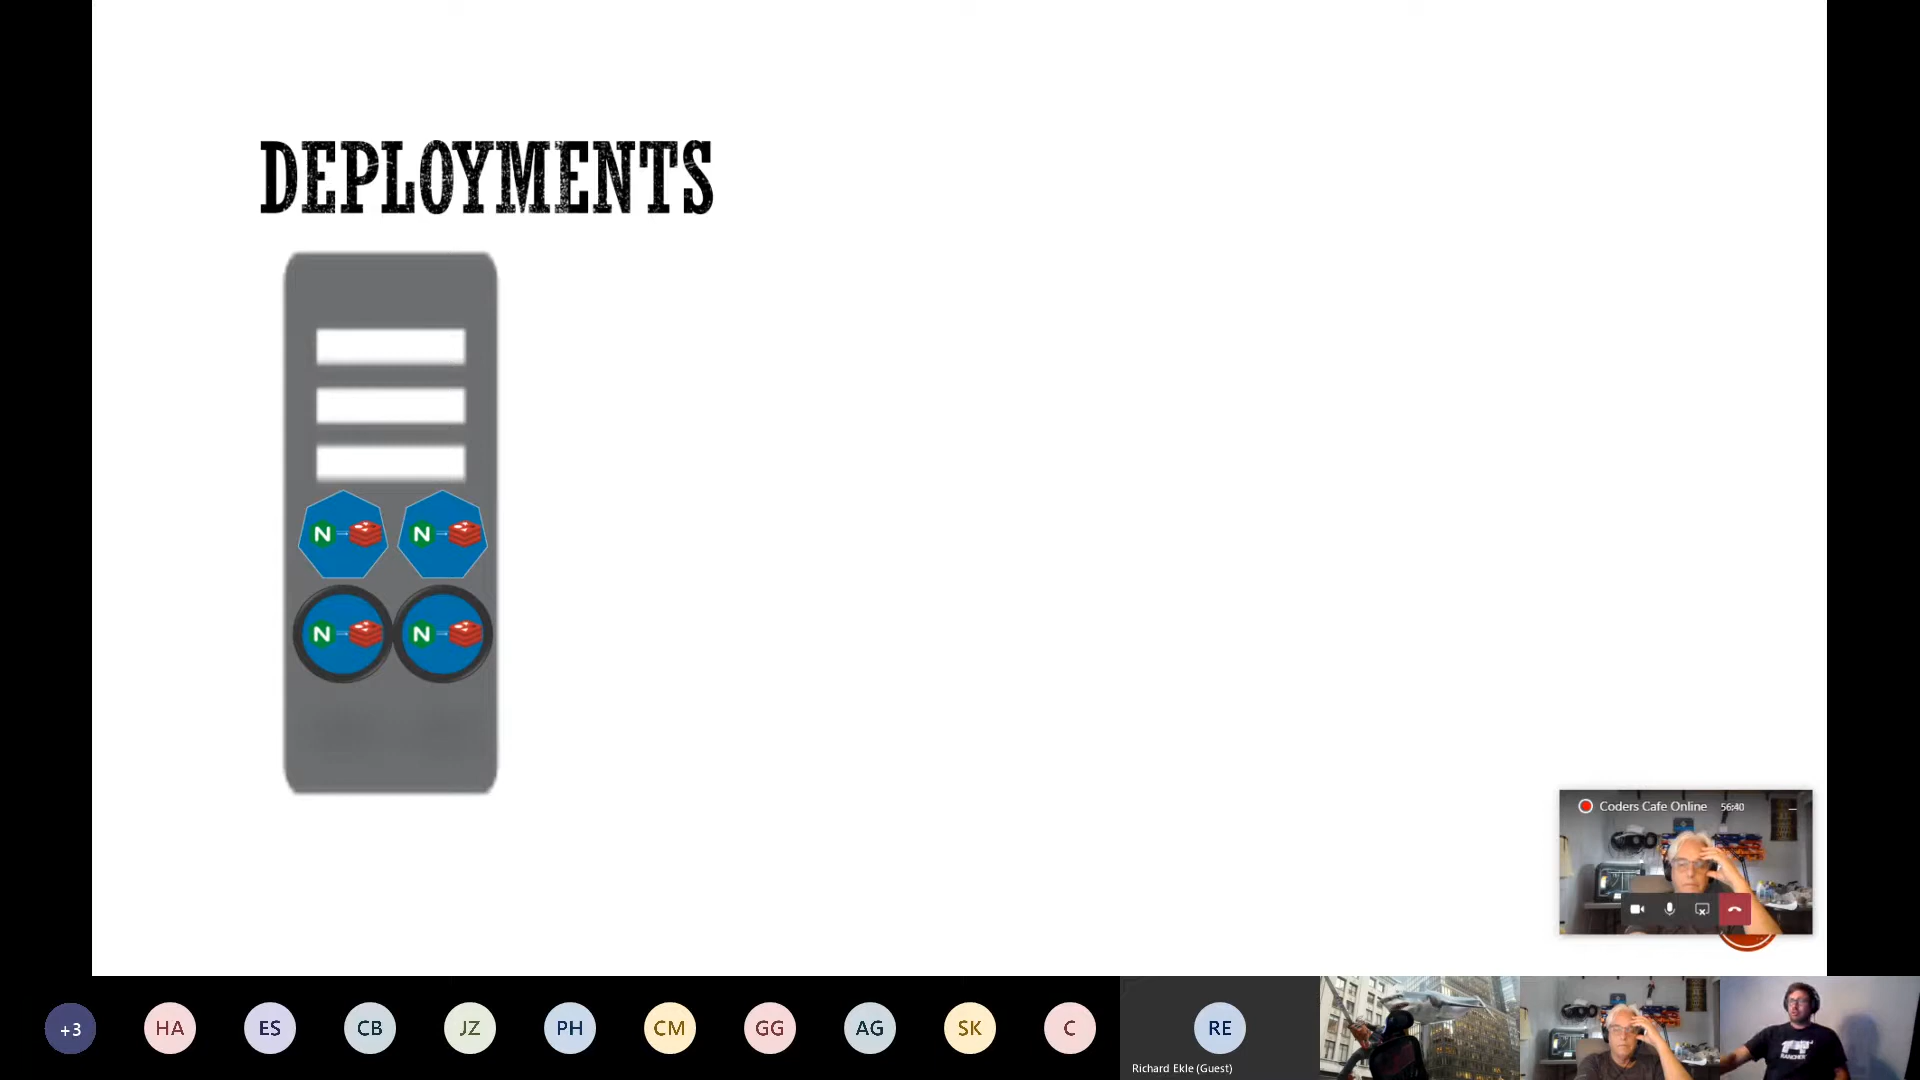 DEPLOYMENTS
N
N
N
N
Coders Cafe Online 56:40
+3
HA
ES
CB
JZ
PH
CM
GG
AG
SK
C
RE
Richard Ekle (Guest)
RANCHER